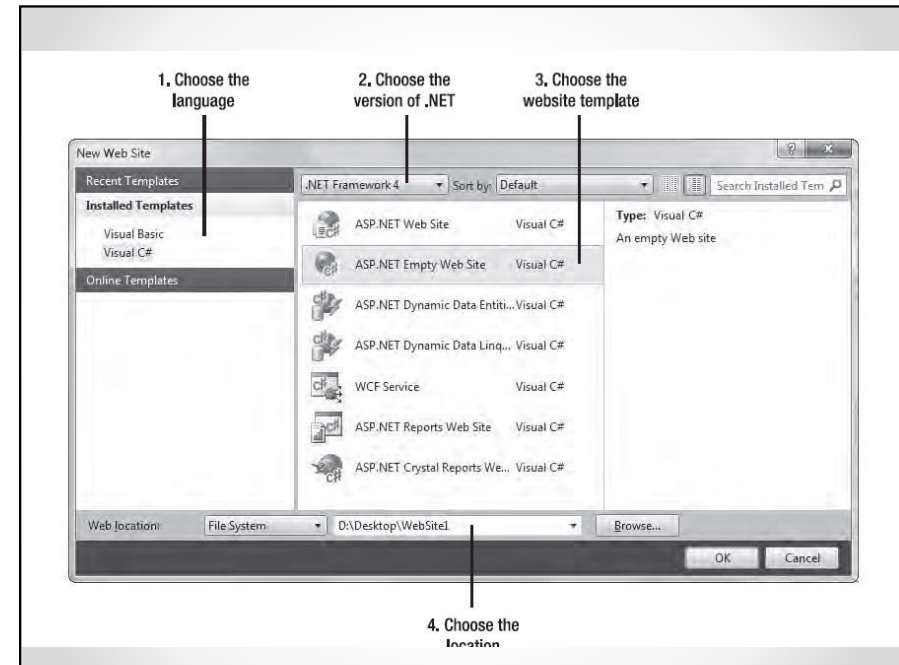 1. Choose the
language
2. Choose the
version of .NET
3. Choose the
website template
New Web Site
Recent Templates
Installed Templates
Visual Basic
Visual C#
Online Templates
.NET Framework 4
Sort by: Default
Search Installed Tem
ASP.NET Web Site Visual C#
ASP.NET Empty Web Site Visual C#
ASP.NET Dynamic Data Entiti... Visual C#
ASP.NET Dynamic Data Linq... Visual C#
WCF Service Visual C#
ASP.NET Reports Web Site Visual C#
ASP.NET Crystal Reports We... Visual C#
Type: Visual C#
An empty Web site
Web location: File System D:\Desktop\WebSite1 Browse...
OK Cancel
4. Choose the
location